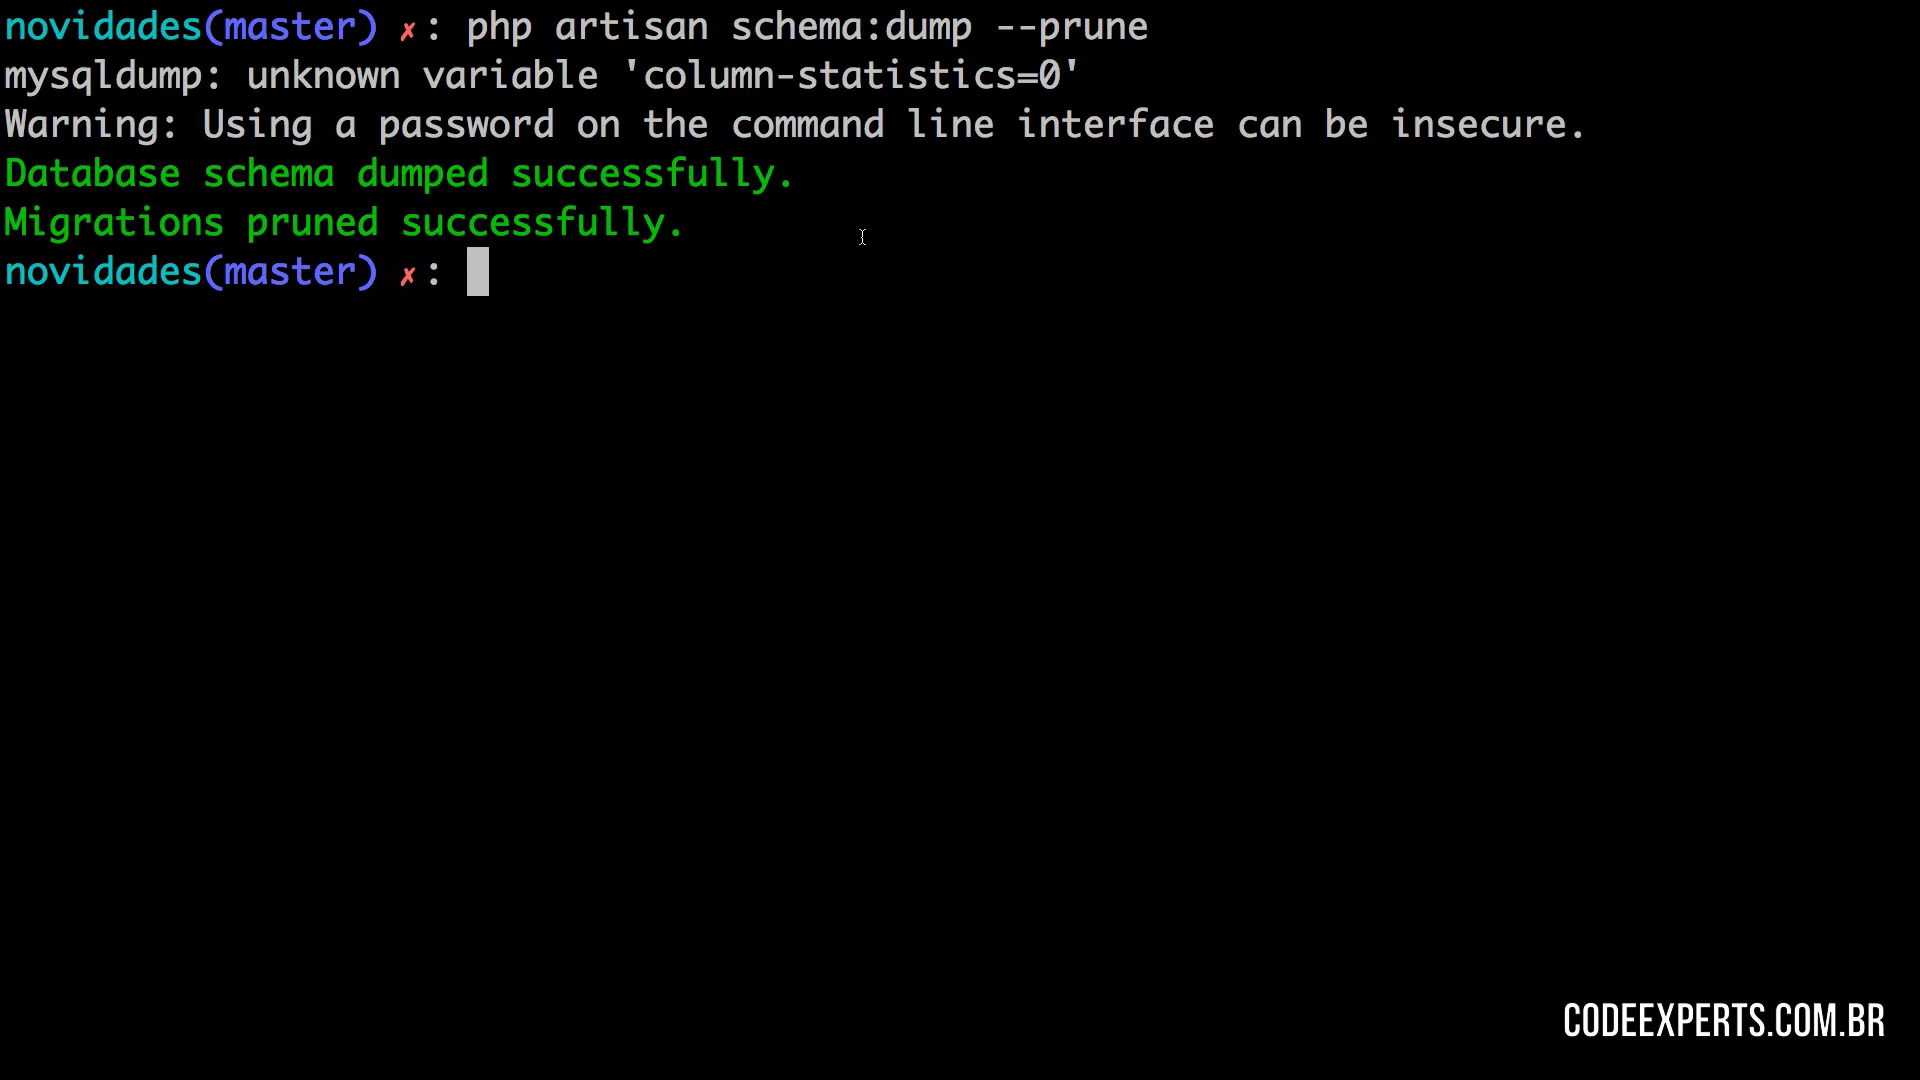 novidades(master) ✗: php artisan schema:dump --prune
mysqldump: unknown variable 'column-statistics=0'
Warning: Using a password on the command line interface can be insecure.
Database schema dumped successfully.
Migrations pruned successfully.
novidades(master) ✗:
CODEEXPERTS.COM.BR